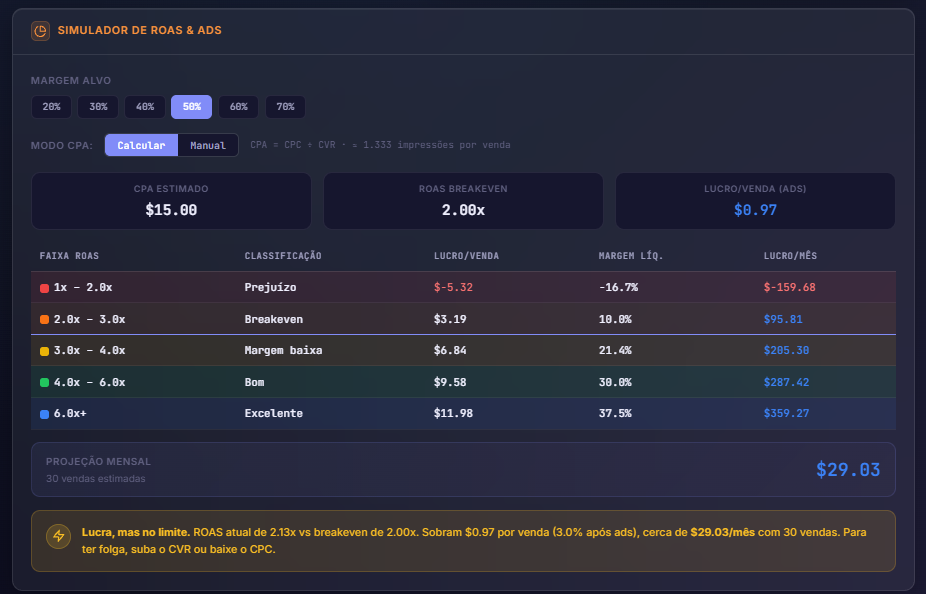 SIMULADOR DE ROAS & ADS
MARGEM ALVO
20% 30% 40% 50% 60% 70%
MODO CPA: Calcular Manual CPA = CPC ÷ CVR · ≈ 1.333 impressões por venda
CPA ESTIMADO ROAS BREAKEVEN LUCRO/VENDA (ADS)
$15.00 2.00x $0.97
FAIXA ROAS CLASSIFICAÇÃO LUCRO/VENDA MARGEM LÍQ. LUCRO/MÊS
1x – 2.0x Prejuízo $-5.32 -16.7% $-159.68
2.0x – 3.0x Breakeven $3.19 10.0% $95.81
3.0x – 4.0x Margem baixa $6.84 21.4% $205.30
4.0x – 6.0x Bom $9.58 30.0% $287.42
6.0x+ Excelente $11.98 37.5% $359.27
PROJEÇÃO MENSAL
30 vendas estimadas
$29.03
Lucra, mas no limite. ROAS atual de 2.13x vs breakeven de 2.00x. Sobram $0.97 por venda (3.0% após ads), cerca de $29.03/mês com 30 vendas. Para
ter folga, suba o CVR ou baixe o CPC.